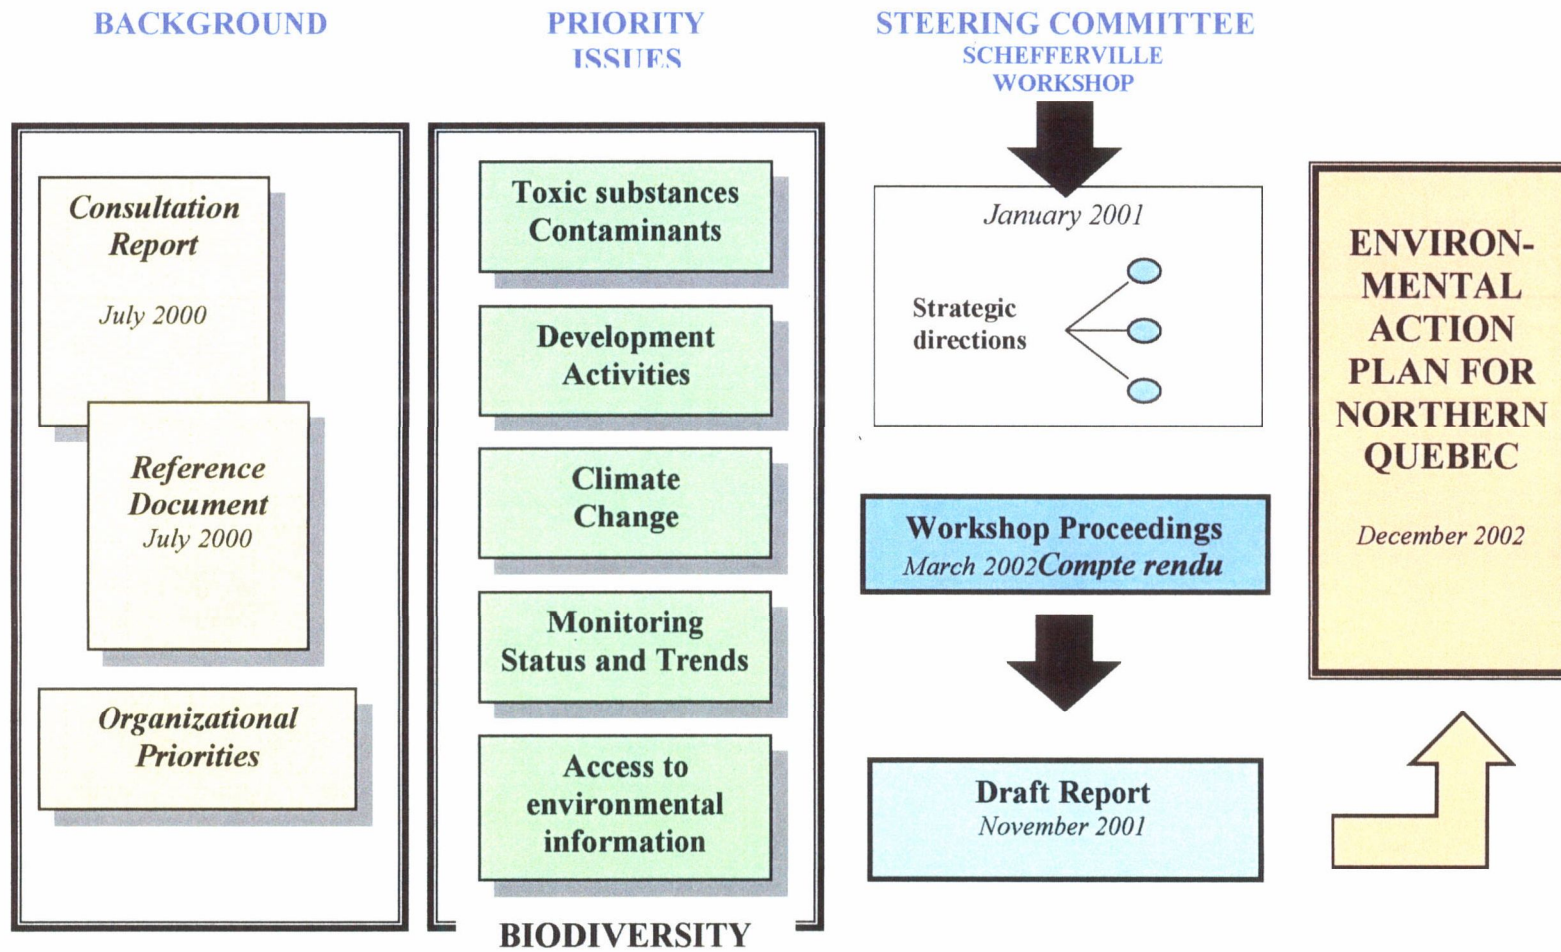 BACKGROUND
Consultation
Report
July 2000
Reference
Document
July 2000
Organizational
Priorities
PRIORITY
ISSUES
Toxic substances
Contaminants
Development
Activities
Climate
Change
Monitoring
Status and Trends
Access to
environmental
information
BIODIVERSITY
STEERING COMMITTEE
SCHEFFERVILLE
WORKSHOP
January 2001
Strategic
directions
Workshop Proceedings
March 2002Compte rendu
Draft Report
November 2001
ENVIRON-
MENTAL
ACTION
PLAN FOR
NORTHERN
QUEBEC
December 2002